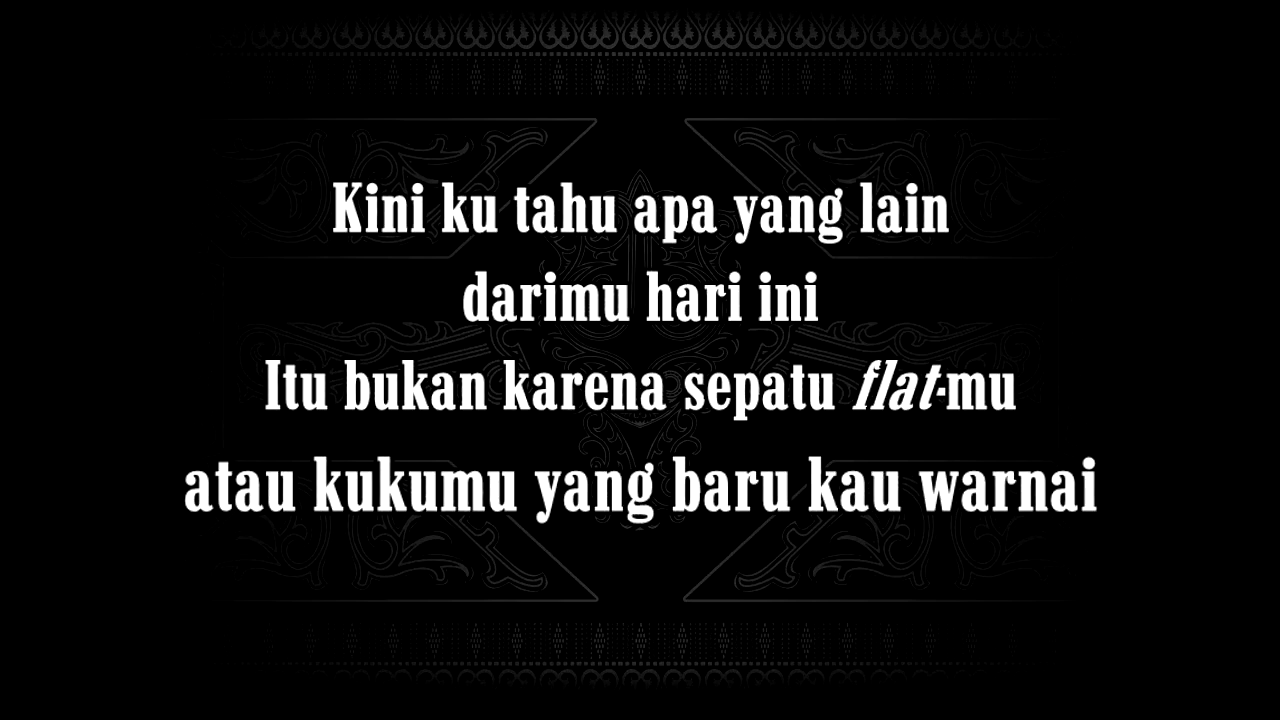 Kini ku tahu apa yang lain
darimu hari ini
Itu bukan karena sepatu flat-mu
atau kukumu yang baru kau warnai